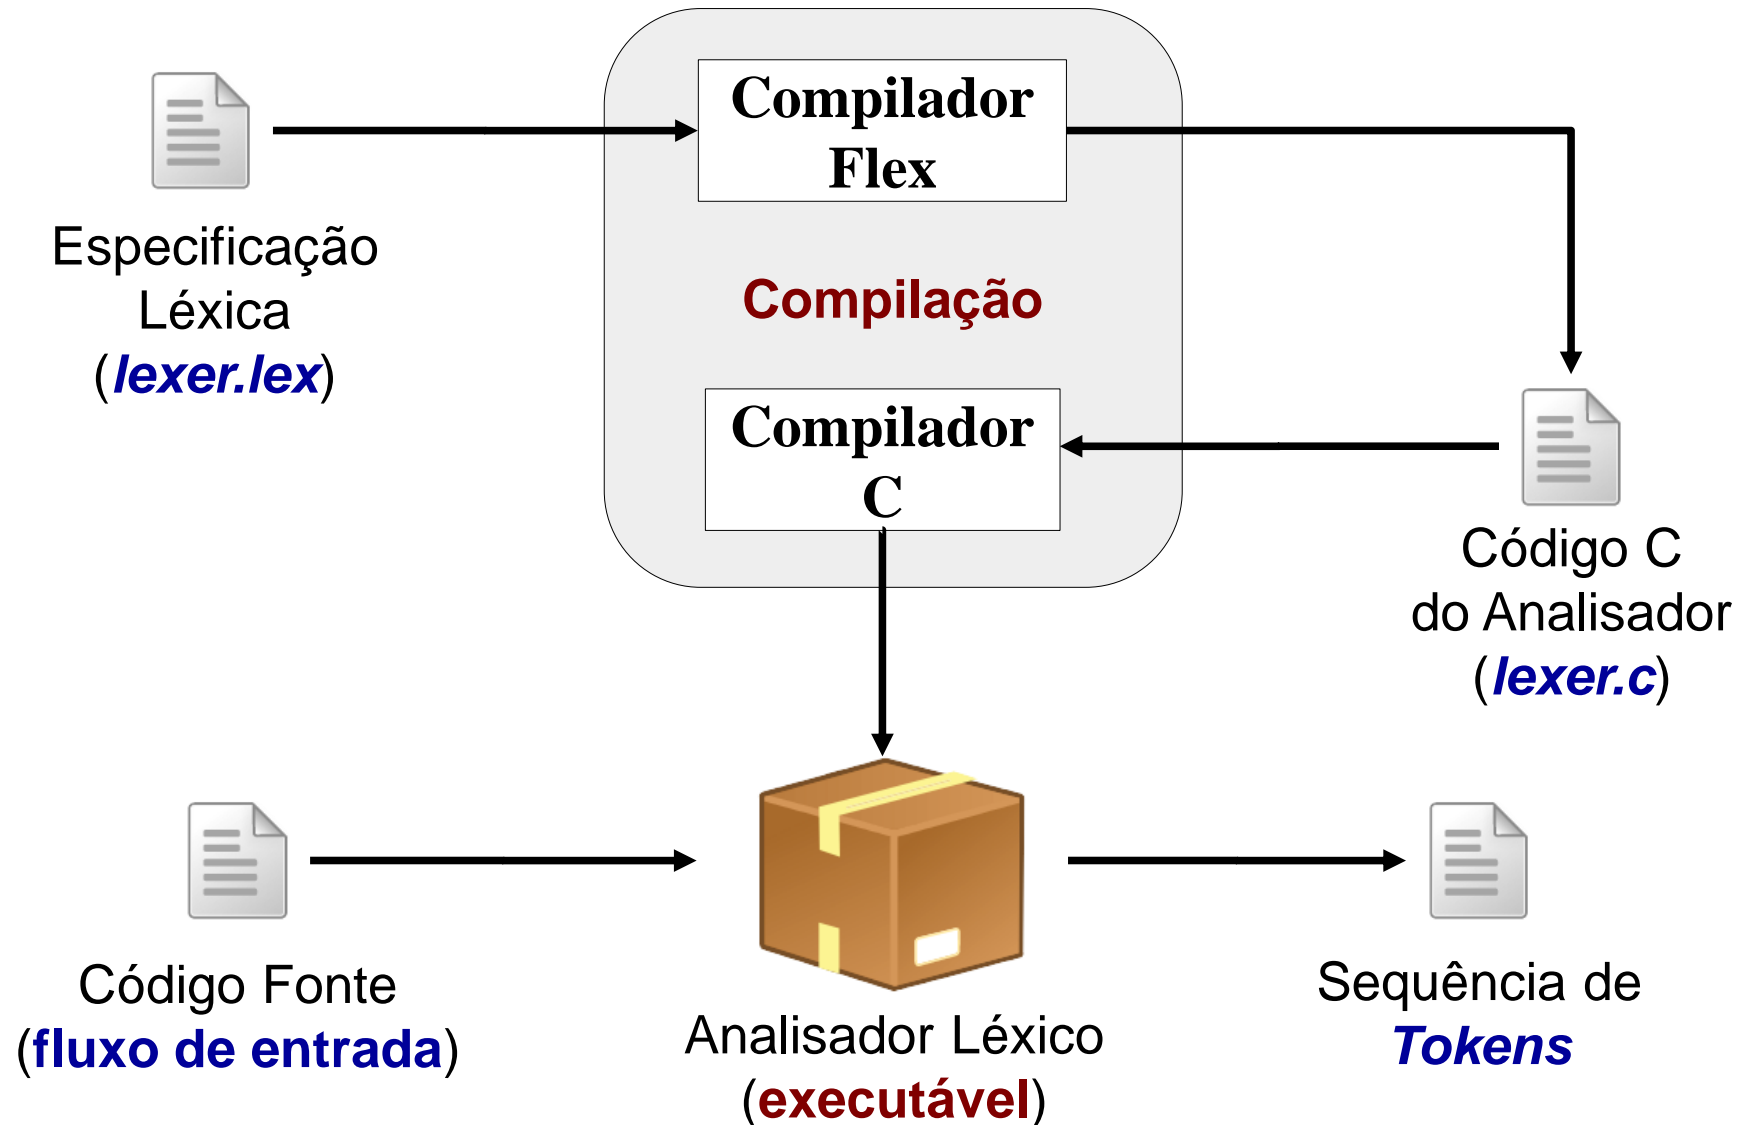 Compilador
Flex
Especificação
Léxica
(lexer.lex)
Compilação
Compilador
C
Código C
do Analisador
(lexer.c)
Código Fonte
(fluxo de entrada)
Analisador Léxico
(executável)
Sequência de
Tokens